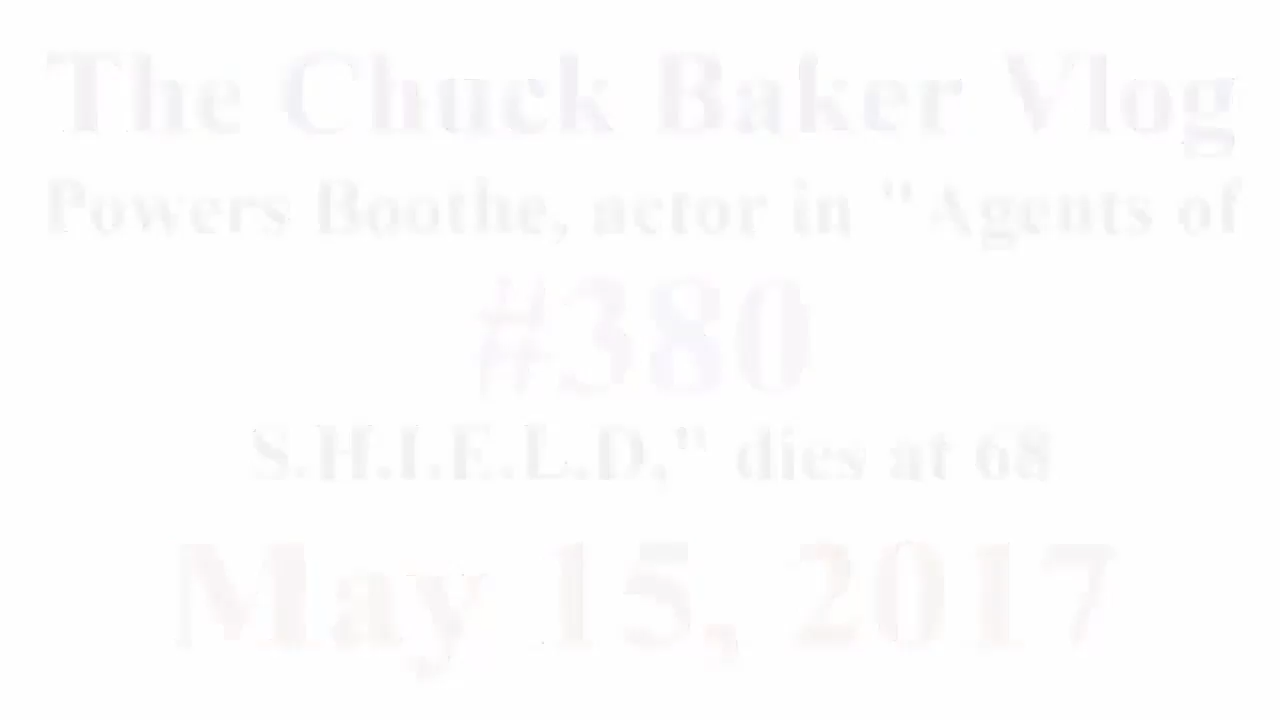 The Chuck Baker Vlog
Powers Boothe, actor in "Agents of
#380
S.H.I.E.L.D," dies at 68
May 15, 2017